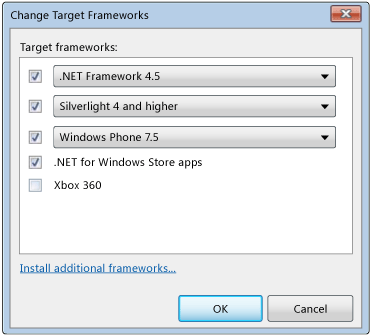 Change Target Frameworks
Target frameworks:
.NET Framework 4.5
Silverlight 4 and higher
Windows Phone 7.5
.NET for Windows Store apps
Xbox 360
Install additional frameworks...
OK
Cancel